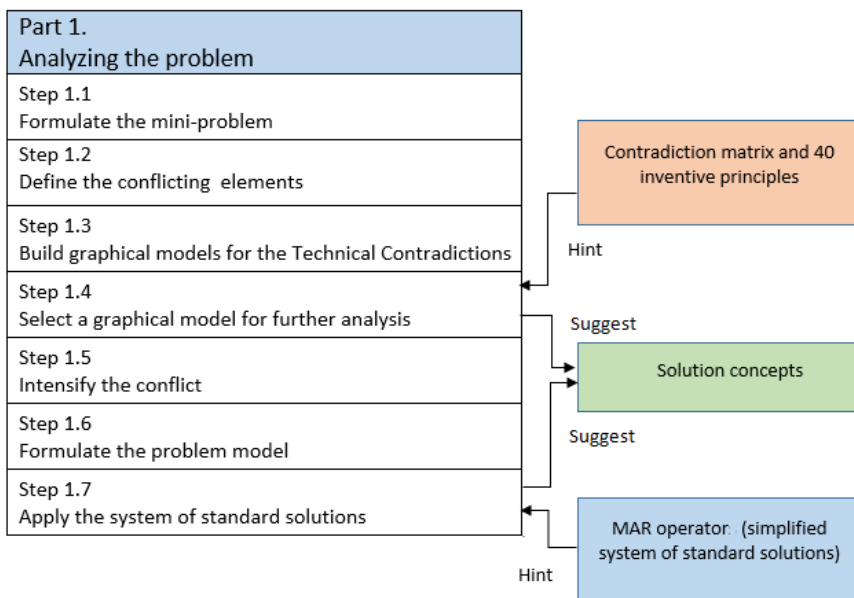 Part 1.
Analyzing the problem
Step 1.1
Formulate the mini-problem
Step 1.2
Define the conflicting elements
Step 1.3
Build graphical models for the Technical Contradictions
Step 1.4
Select a graphical model for further analysis
Step 1.5
Intensify the conflict
Step 1.6
Formulate the problem model
Step 1.7
Apply the system of standard solutions
Contradiction matrix and 40
inventive principles
Hint
Suggest
Solution concepts
Suggest
MAR operator. (simplified
system of standard solutions)
Hint